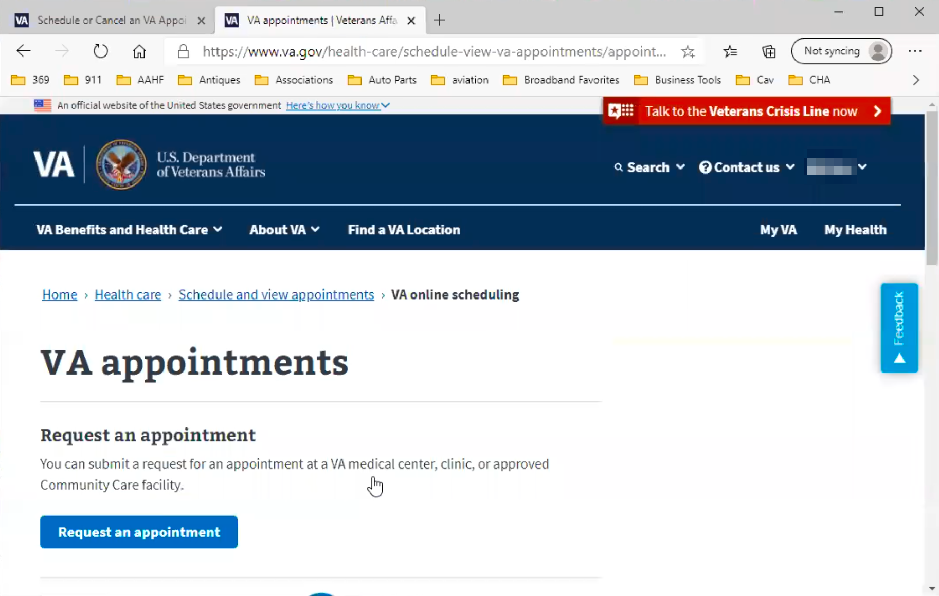 VA Schedule or Cancel an VA Appoi
VA VA appointments | Veterans Affa
https://www.va.gov/health-care/schedule-view-va-appointments/appoint...
Not syncing
369 911 AAHF Antiques Associations Auto Parts aviation Broadband Favorites Business Tools Cav CHA
An official website of the United States government Here's how you know
Talk to the Veterans Crisis Line now
VA
U.S. Department
of Veterans Affairs
Search Contact us
VA Benefits and Health Care About VA Find a VA Location My VA My Health
Home › Health care › Schedule and view appointments › VA online scheduling
Feedback
VA appointments
Request an appointment
You can submit a request for an appointment at a VA medical center, clinic, or approved
Community Care facility.
Request an appointment